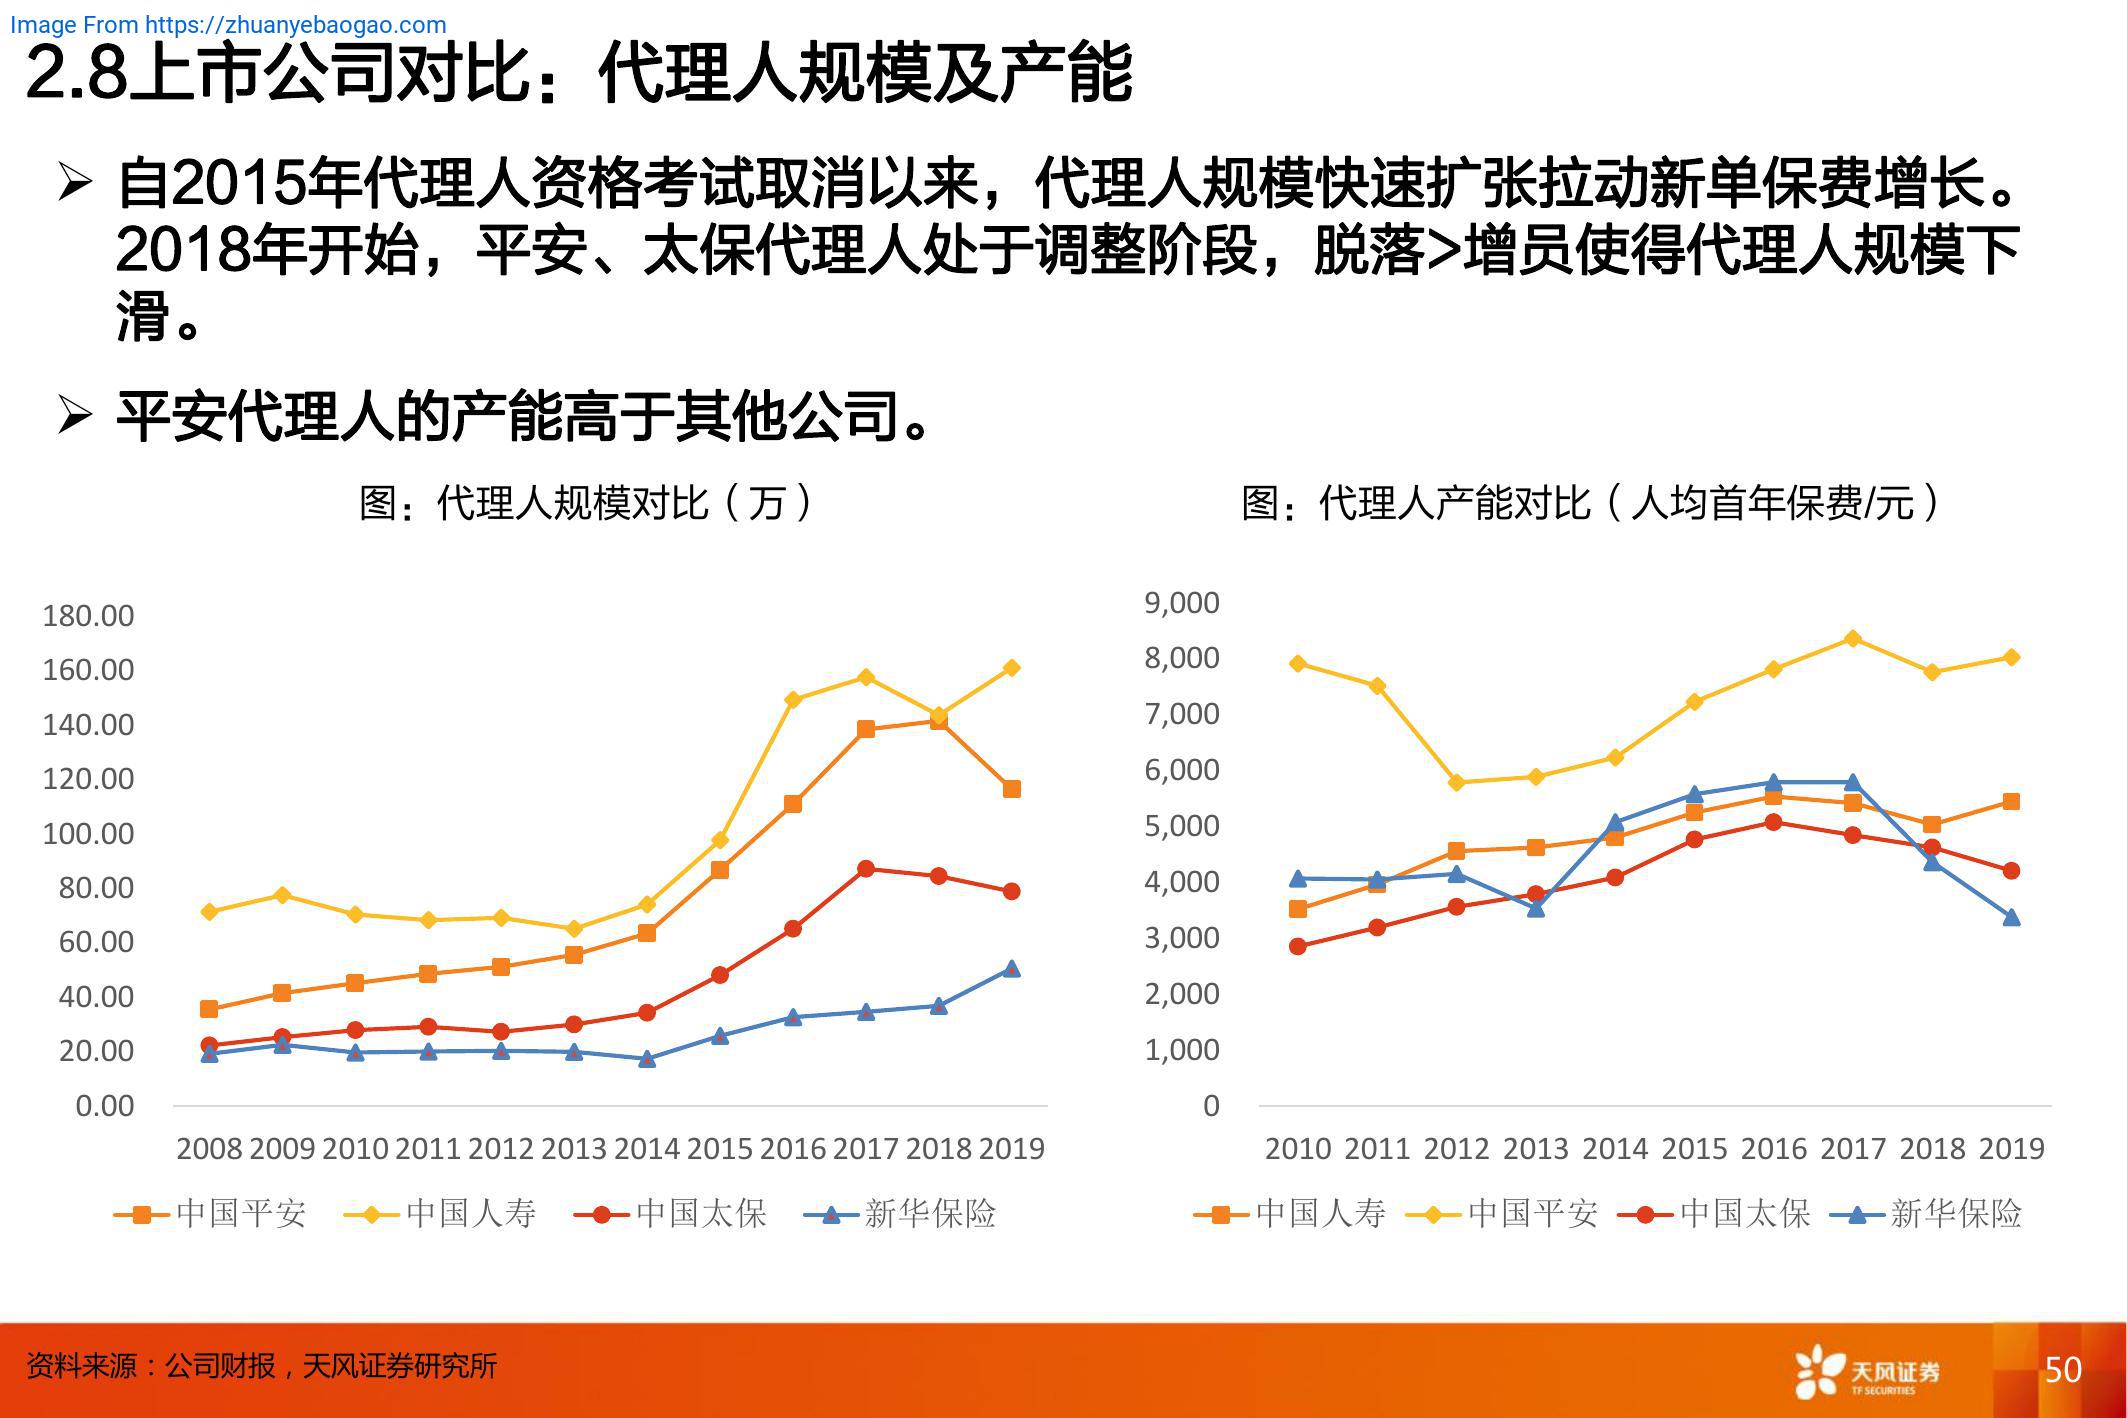 Image From https://zhuanyebaogao.com
2.8上市公司对比：代理人规模及产能
➢ 自2015年代理人资格考试取消以来，代理人规模快速扩张拉动新单保费增长。
2018年开始，平安、太保代理人处于调整阶段，脱落>增员使得代理人规模下
滑。
➢ 平安代理人的产能高于其他公司。
图：代理人规模对比（万）
180.00
160.00
140.00
120.00
100.00
80.00
60.00
40.00
20.00
0.00
2008 2009 2010 2011 2012 2013 2014 2015 2016 2017 2018 2019
中国平安 中国人寿 中国太保 新华保险
图：代理人产能对比（人均首年保费/元）
9,000
8,000
7,000
6,000
5,000
4,000
3,000
2,000
1,000
0
2010 2011 2012 2013 2014 2015 2016 2017 2018 2019
中国人寿 中国平安 中国太保 新华保险
资料来源：公司财报，天风证券研究所
天风证券
TF SECURITIES
50